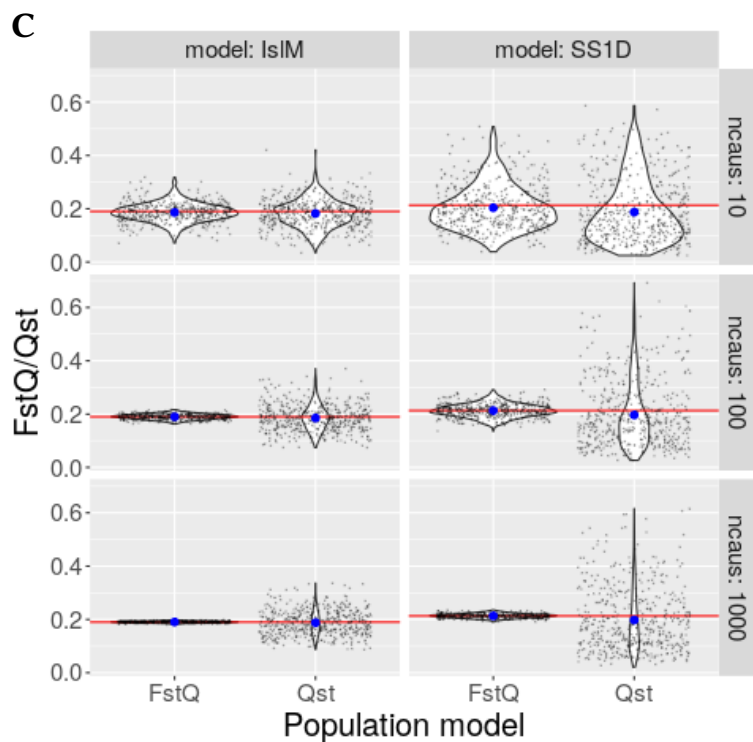 C
model: IslM
model: SS1D
0.6
0.4
0.2
0.0
ncaus: 10
0.6
0.4
0.2
0.0
ncaus: 100
0.6
0.4
0.2
0.0
ncaus: 1000
FstQ/Qst
FstQ
Qst
FstQ
Qst
Population model